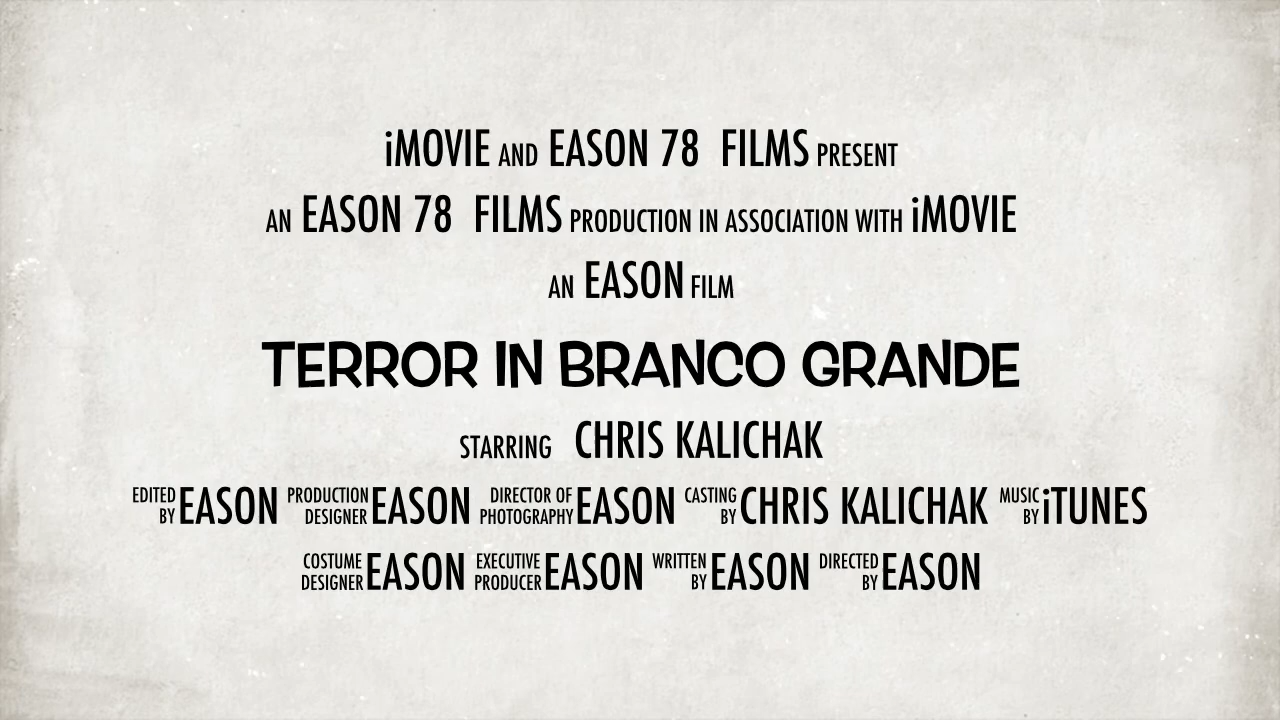 iMOVIE AND EASON 78 FILMS PRESENT
AN EASON 78 FILMS PRODUCTION IN ASSOCIATION WITH iMOVIE
AN EASON FILM
TERROR IN BRANCO GRANDE
STARRING CHRIS KALICHAK
EDITED BY EASON PRODUCTION DESIGNER EASON DIRECTOR OF PHOTOGRAPHY EASON CASTING BY CHRIS KALICHAK MUSIC BY iTUNES
COSTUME DESIGNER EASON EXECUTIVE PRODUCER EASON WRITTEN BY EASON DIRECTED BY EASON